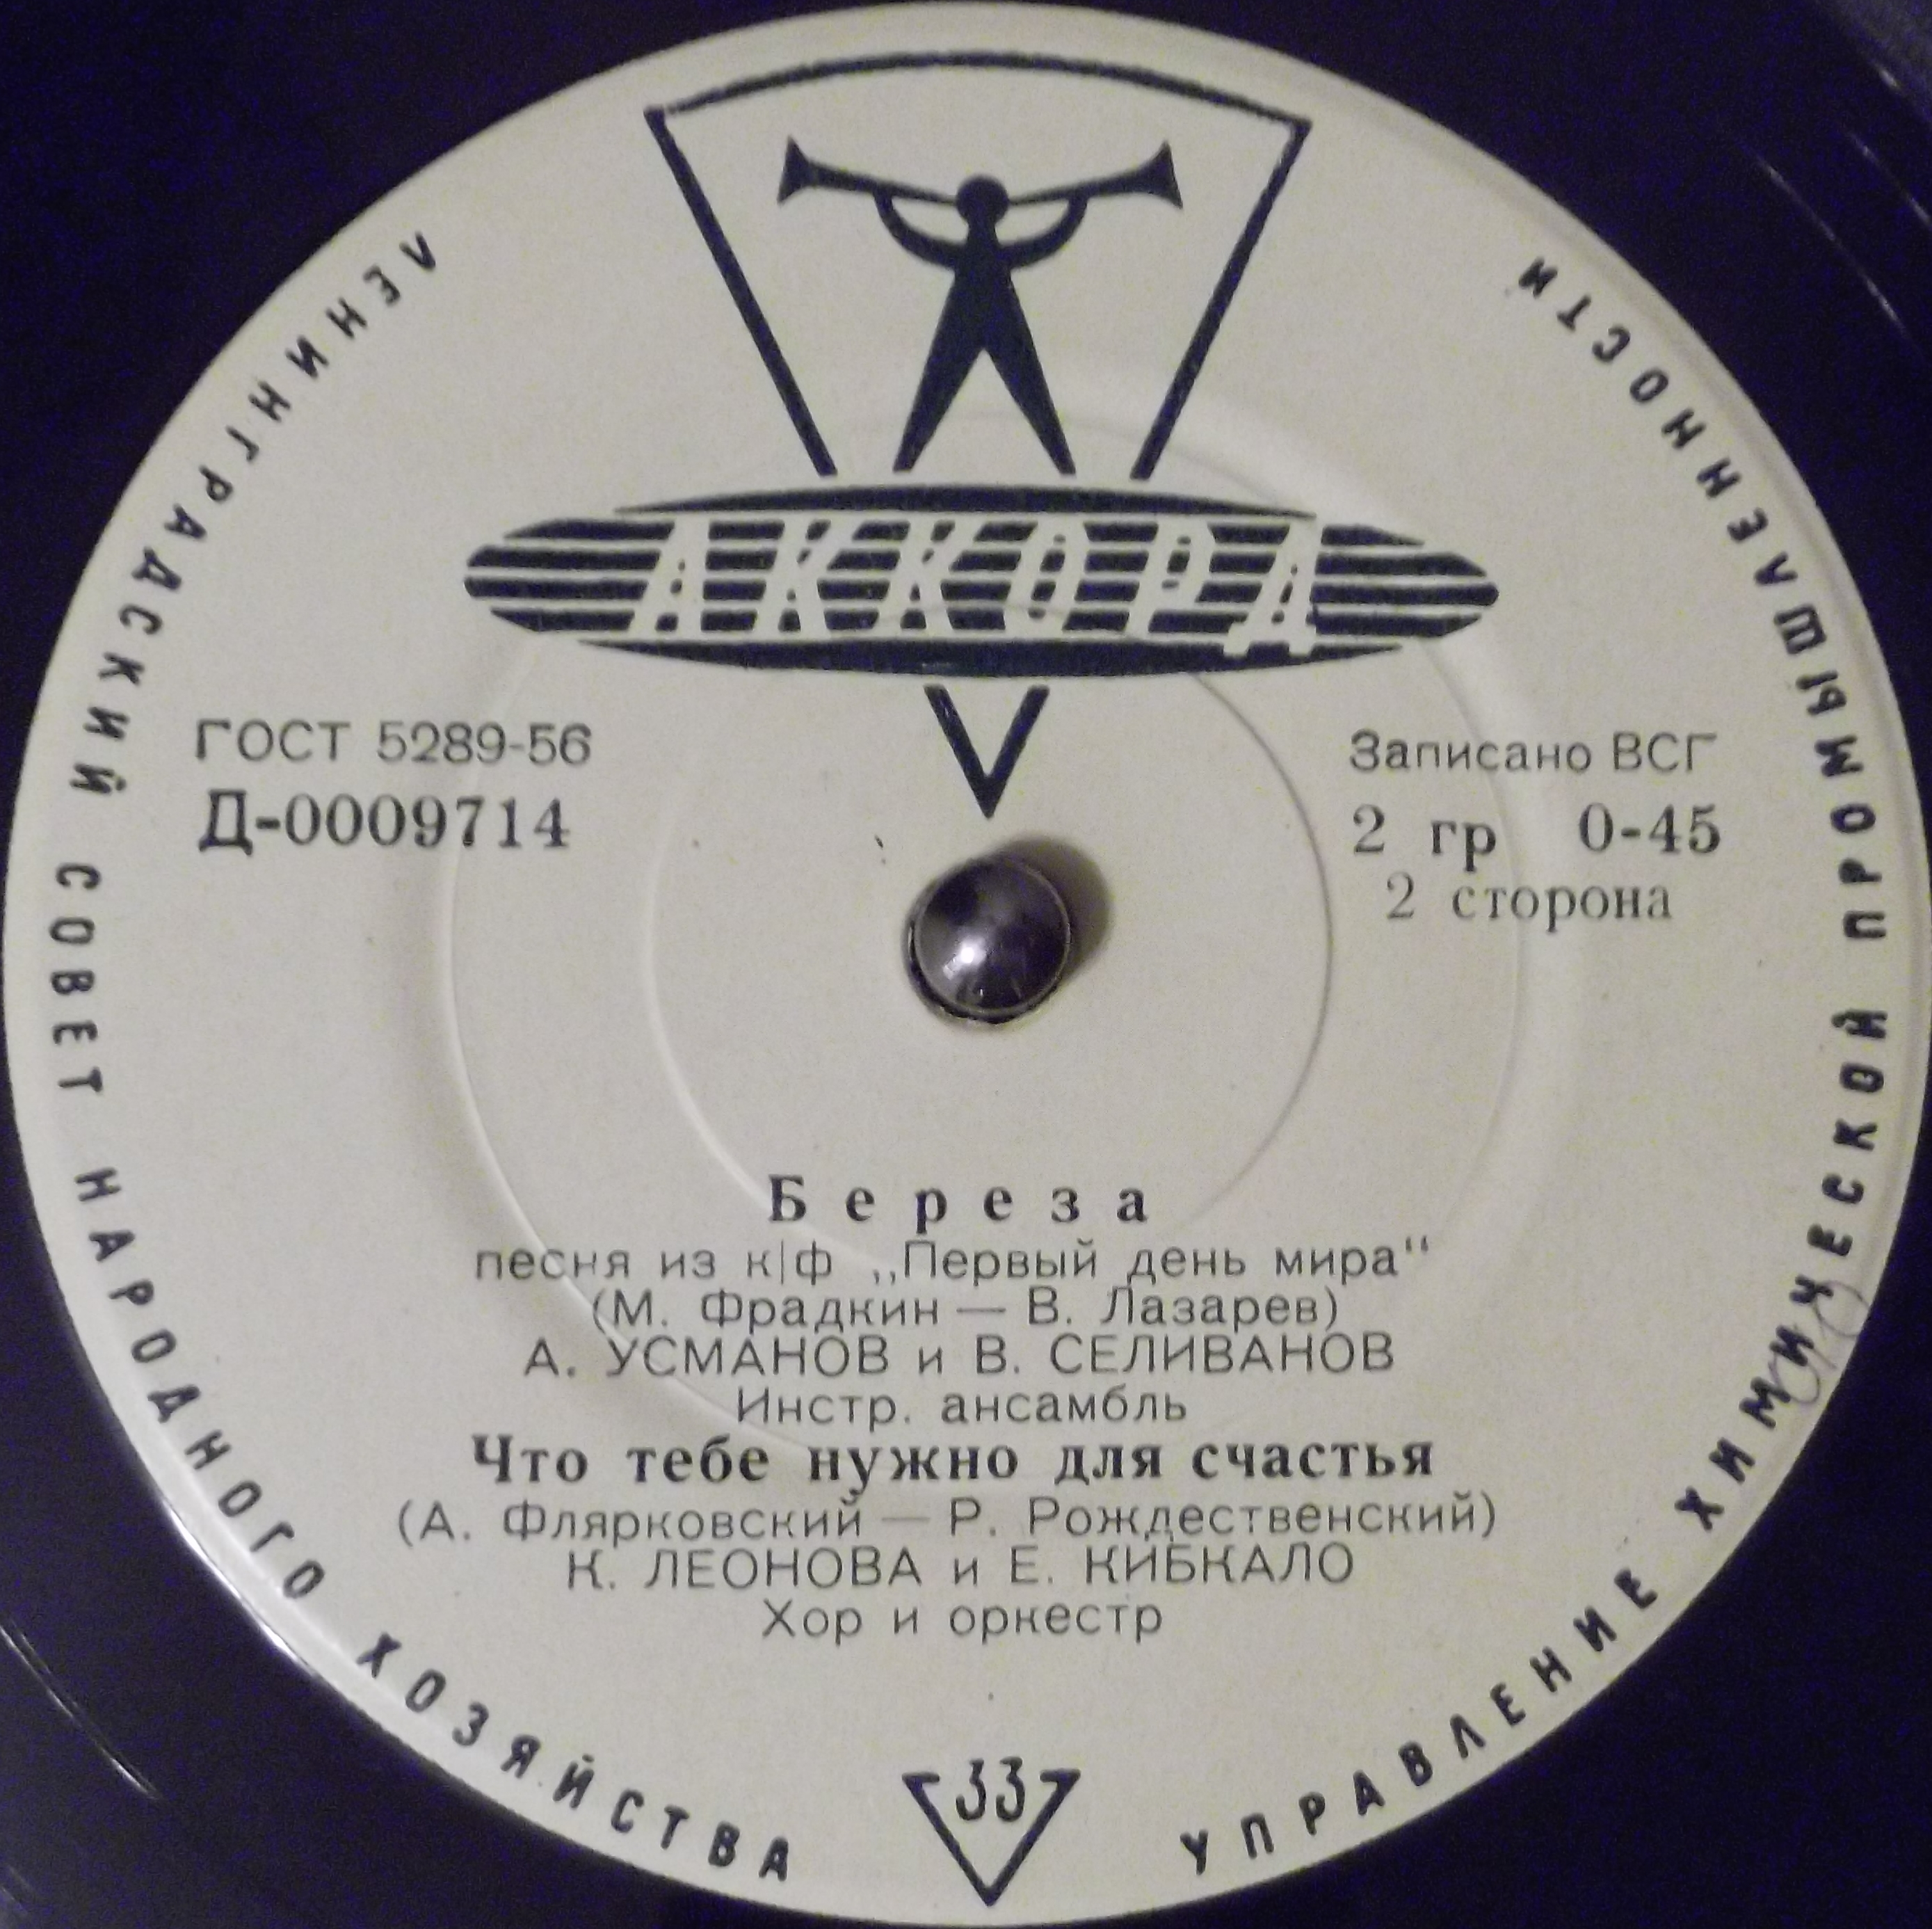 АККОРД
ЛЕНИНГРАДСКИЙ СОВЕТ НАРОДНОГО ХОЗЯЙСТВА
УПРАВЛЕНИЕ ХИМИЧЕСКОЙ ПРОМЫШЛЕННОСТИ
ГОСТ 5289-56
Д-0009714
Записано ВСГ
2 гр 0-45
2 сторона
Береза
песня из к|ф „Первый день мира“
(М. Фрадкин — В. Лазарев)
А. УСМАНОВ и В. СЕЛИВАНОВ
Инстр. ансамбль
Что тебе нужно для счастья
(А. Флярковский — Р. Рождественский)
К. ЛЕОНОВА и Е. КИБКАЛО
Хор и оркестр
33